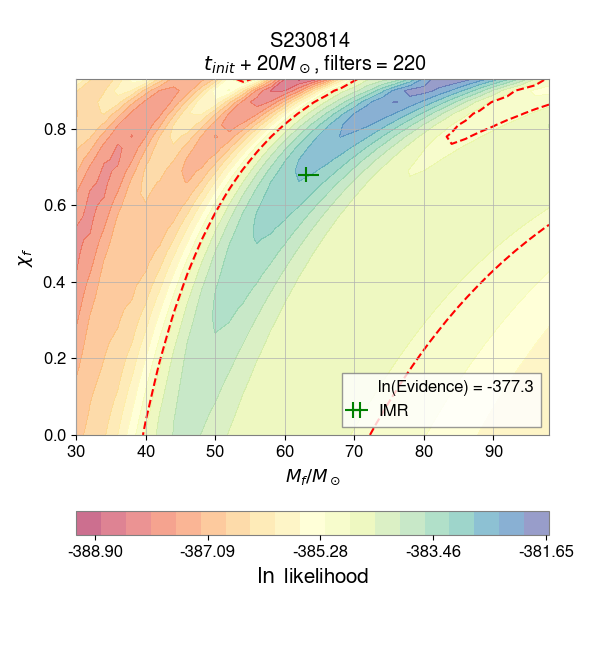 S230814
t_init + 20M_⊙, filters = 220
χ_f
0.8
0.6
0.4
0.2
0.0
30 40 50 60 70 80 90
M_f/M_⊙
ln(Evidence) = -377.3
IMR
-388.90 -387.09 -385.28 -383.46 -381.65
ln likelihood